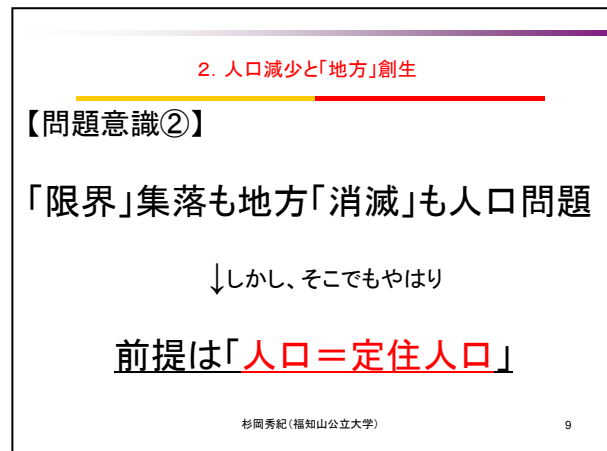 2．人口減少と「地方」創生
【問題意識②】
「限界」集落も地方「消滅」も人口問題
↓しかし、そこでもやはり
前提は「人口＝定住人口」
杉岡秀紀（福知山公立大学）
9